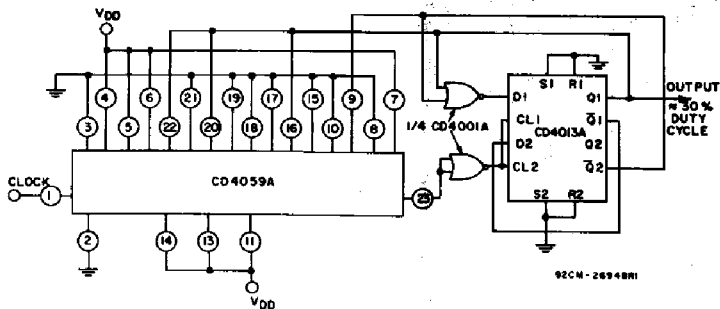 VDD
4 6 21 19 17 15 9 7
3 5 22 20 18 16 10 8
CLOCK 1
CD4059A
23
2 14 13 11
VDD
1/4 CD4001A
S1 R1
D1 Q1
CL1 Q̅1
CD4013A
D2 Q2
CL2 Q̅2
S2 R2
OUTPUT
≈ 50%
DUTY
CYCLE
92CM-26948R1